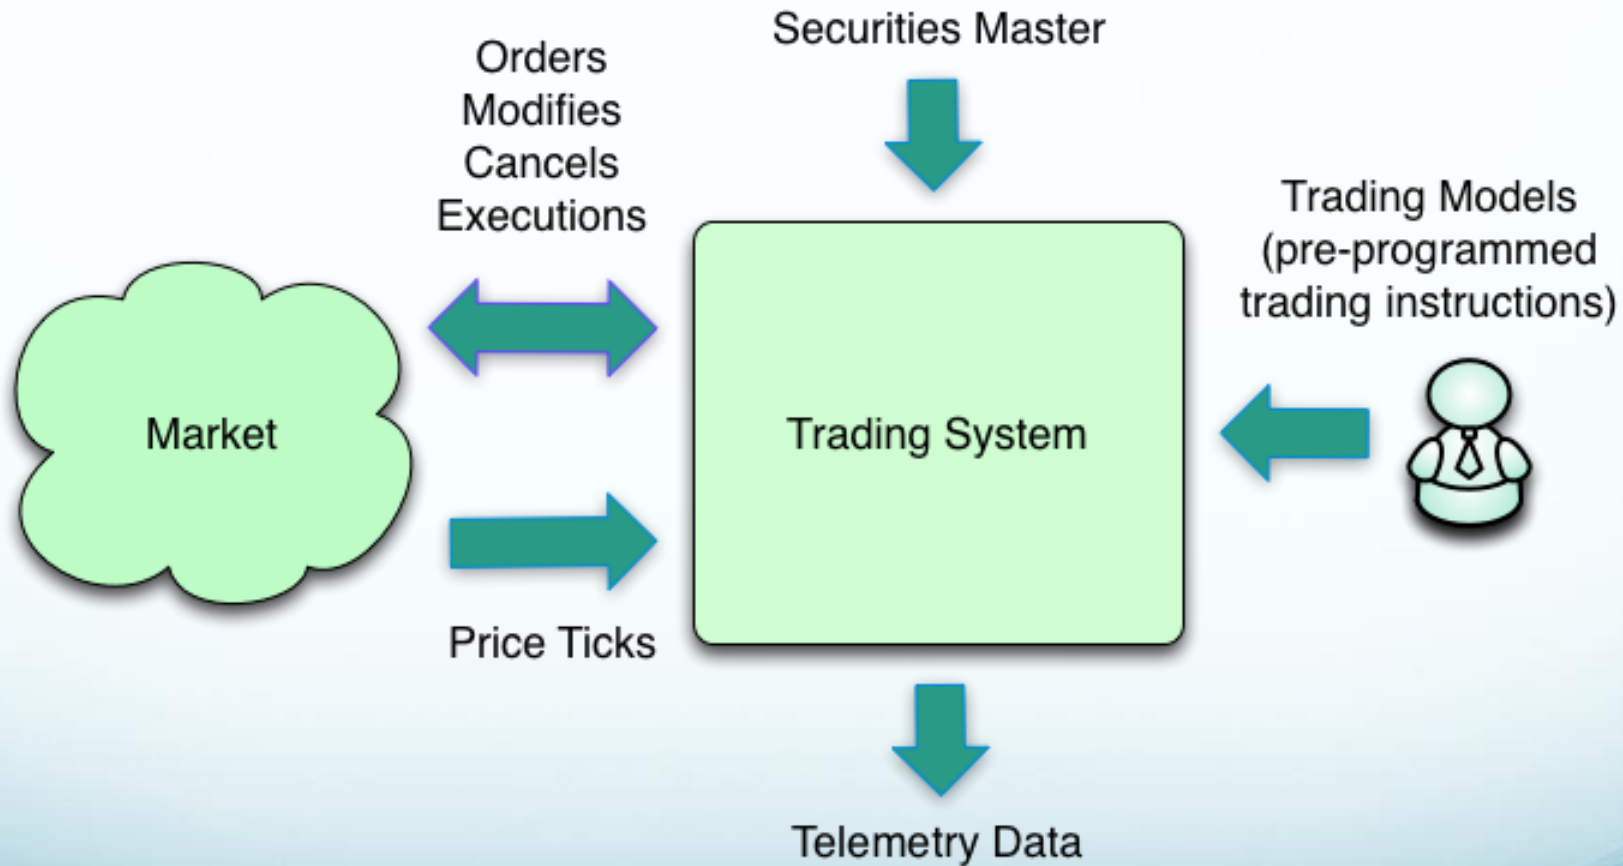 Securities Master
Orders
Modifies
Cancels
Executions
Trading Models
(pre-programmed
trading instructions)
Market
Trading System
Price Ticks
Telemetry Data